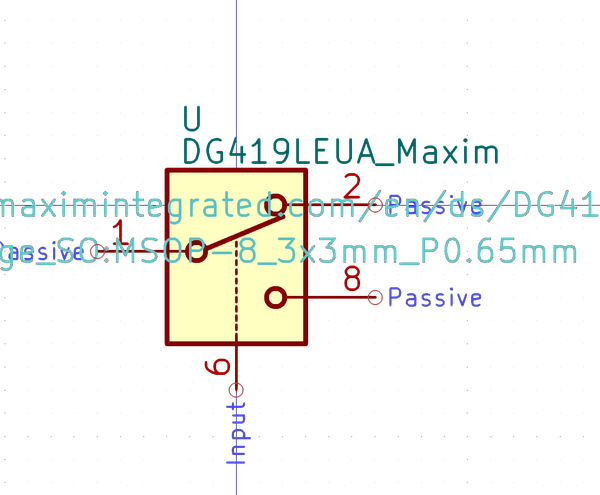 U
DG419LEUA_Maxim
2
maximintegrated.com/en/ds/DG41
Passive
1
Passive
ge_SO:MSOP-8_3x3mm_P0.65mm
8
Passive
6
Input